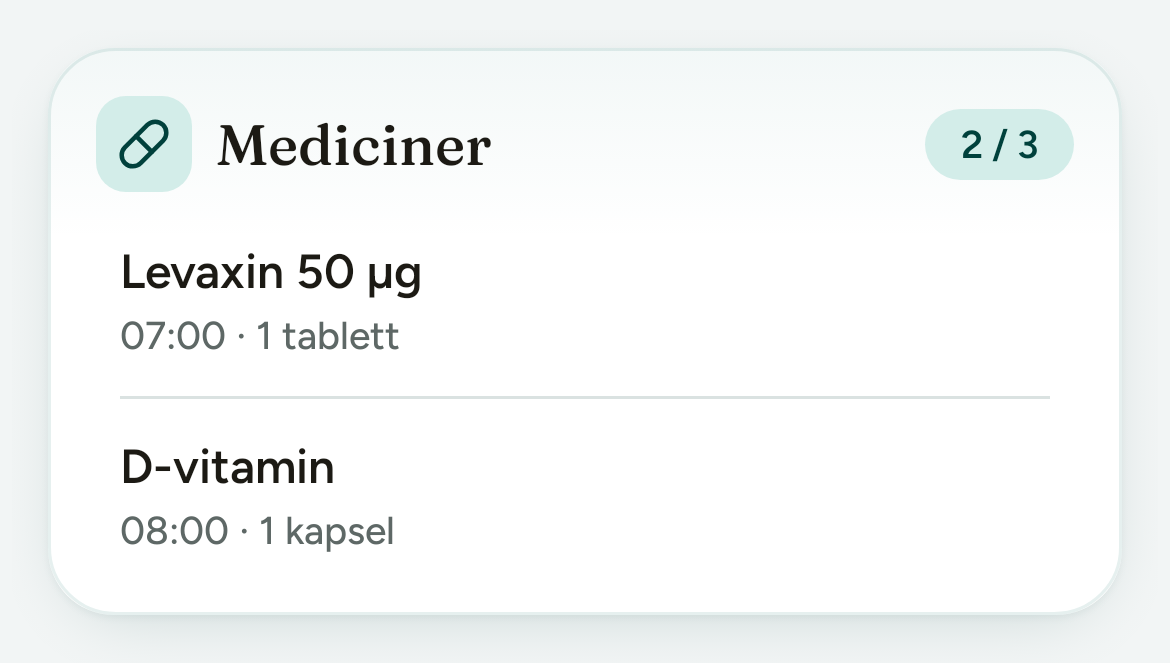 Mediciner
2 / 3
Levaxin 50 µg
07:00 · 1 tablett
D-vitamin
08:00 · 1 kapsel